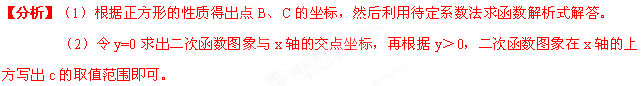 【分析】（1）根据正方形的性质得出点 B、C 的坐标，然后利用待定系数法求函数解析式解答。
（2）令 y=0 求出二次函数图象与 x 轴的交点坐标，再根据 y＞0，二次函数图象在 x 轴的上
方写出 c 的取值范围即可。